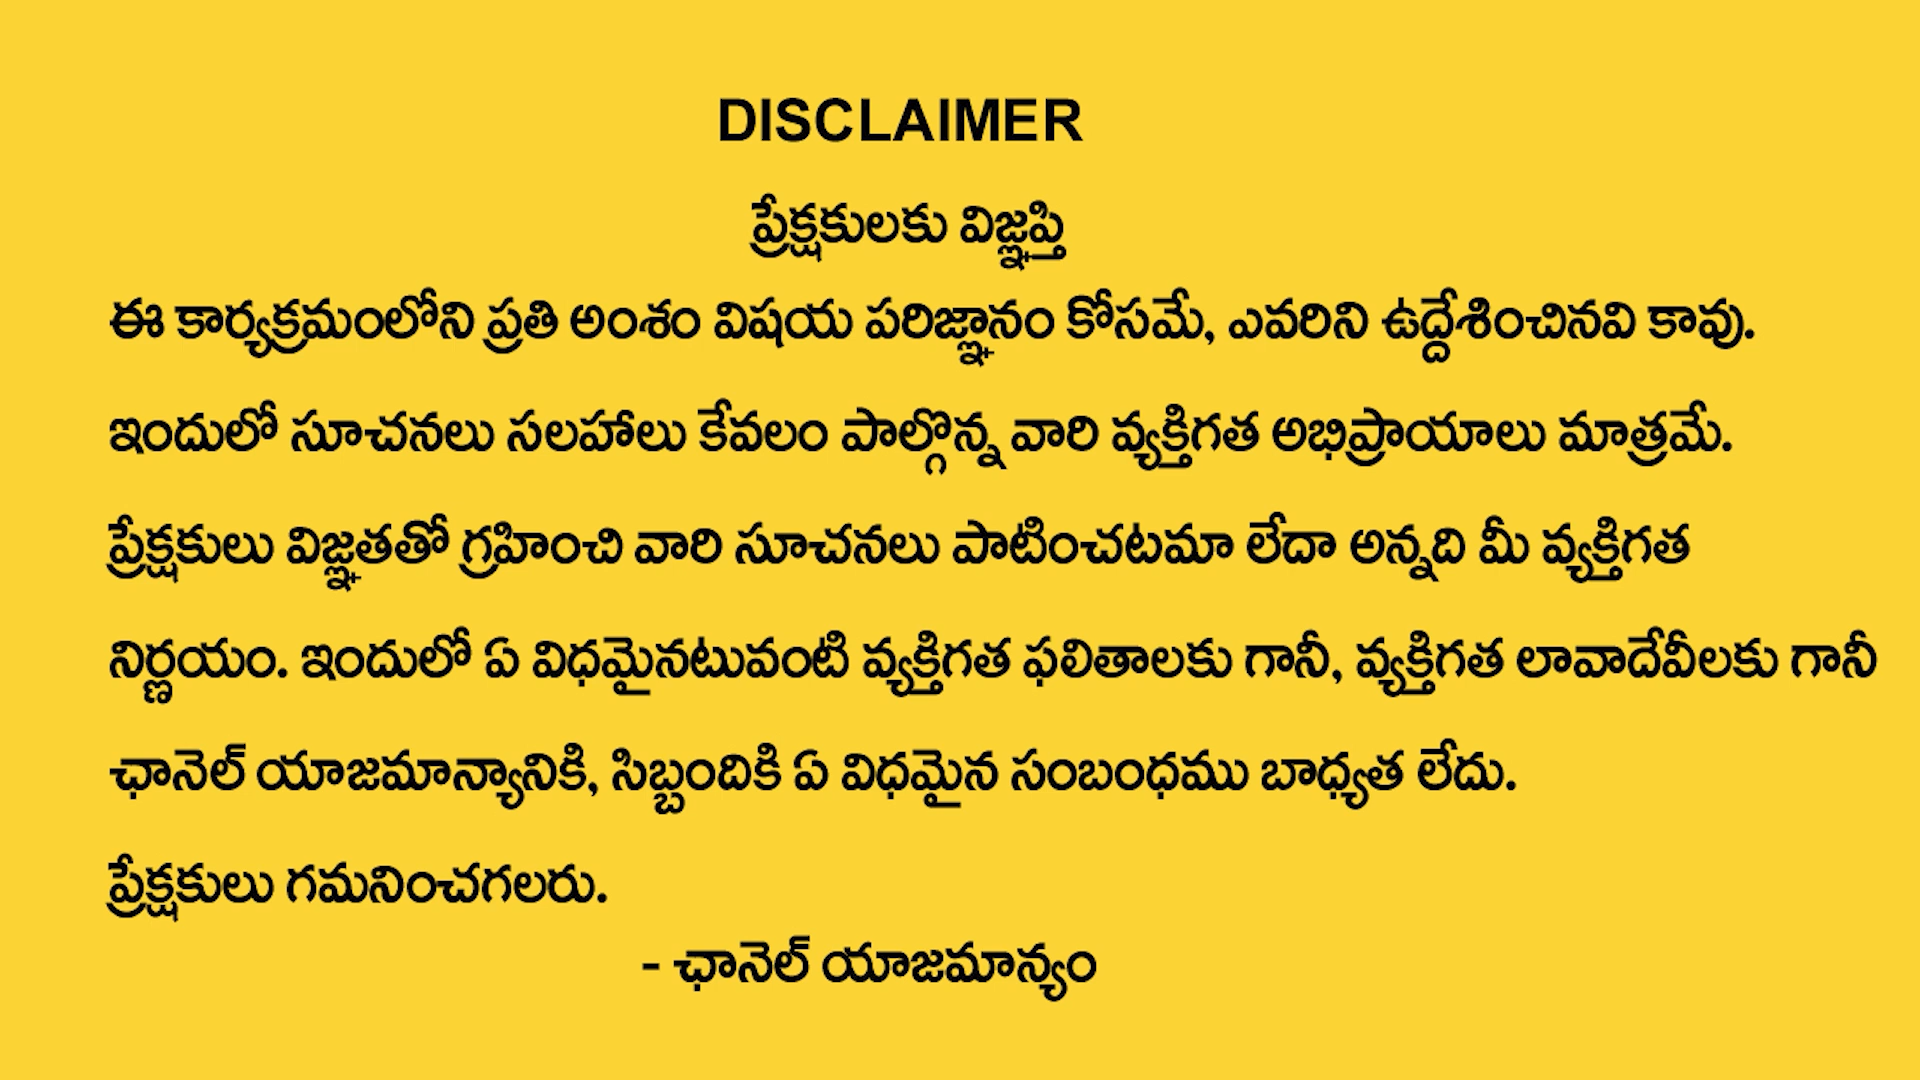 DISCLAIMER
ప్రేక్షకులకు విజ్ఞప్తి
ఈ కార్యక్రమంలోని ప్రతి అంశం విషయ పరిజ్ఞానం కోసమే, ఎవరిని ఉద్దేశించినవి కావు.
ఇందులో సూచనలు సలహాలు కేవలం పాల్గొన్న వారి వ్యక్తిగత అభిప్రాయాలు మాత్రమే.
ప్రేక్షకులు విజ్ఞతతో గ్రహించి వారి సూచనలు పాటించటమా లేదా అన్నది మీ వ్యక్తిగత
నిర్ణయం. ఇందులో ఏ విధమైనటువంటి వ్యక్తిగత ఫలితాలకు గానీ, వ్యక్తిగత లావాదేవీలకు గానీ
ఛానెల్ యాజమాన్యానికి, సిబ్బందికి ఏ విధమైన సంబంధము బాధ్యత లేదు.
ప్రేక్షకులు గమనించగలరు.
- ఛానెల్ యాజమాన్యం